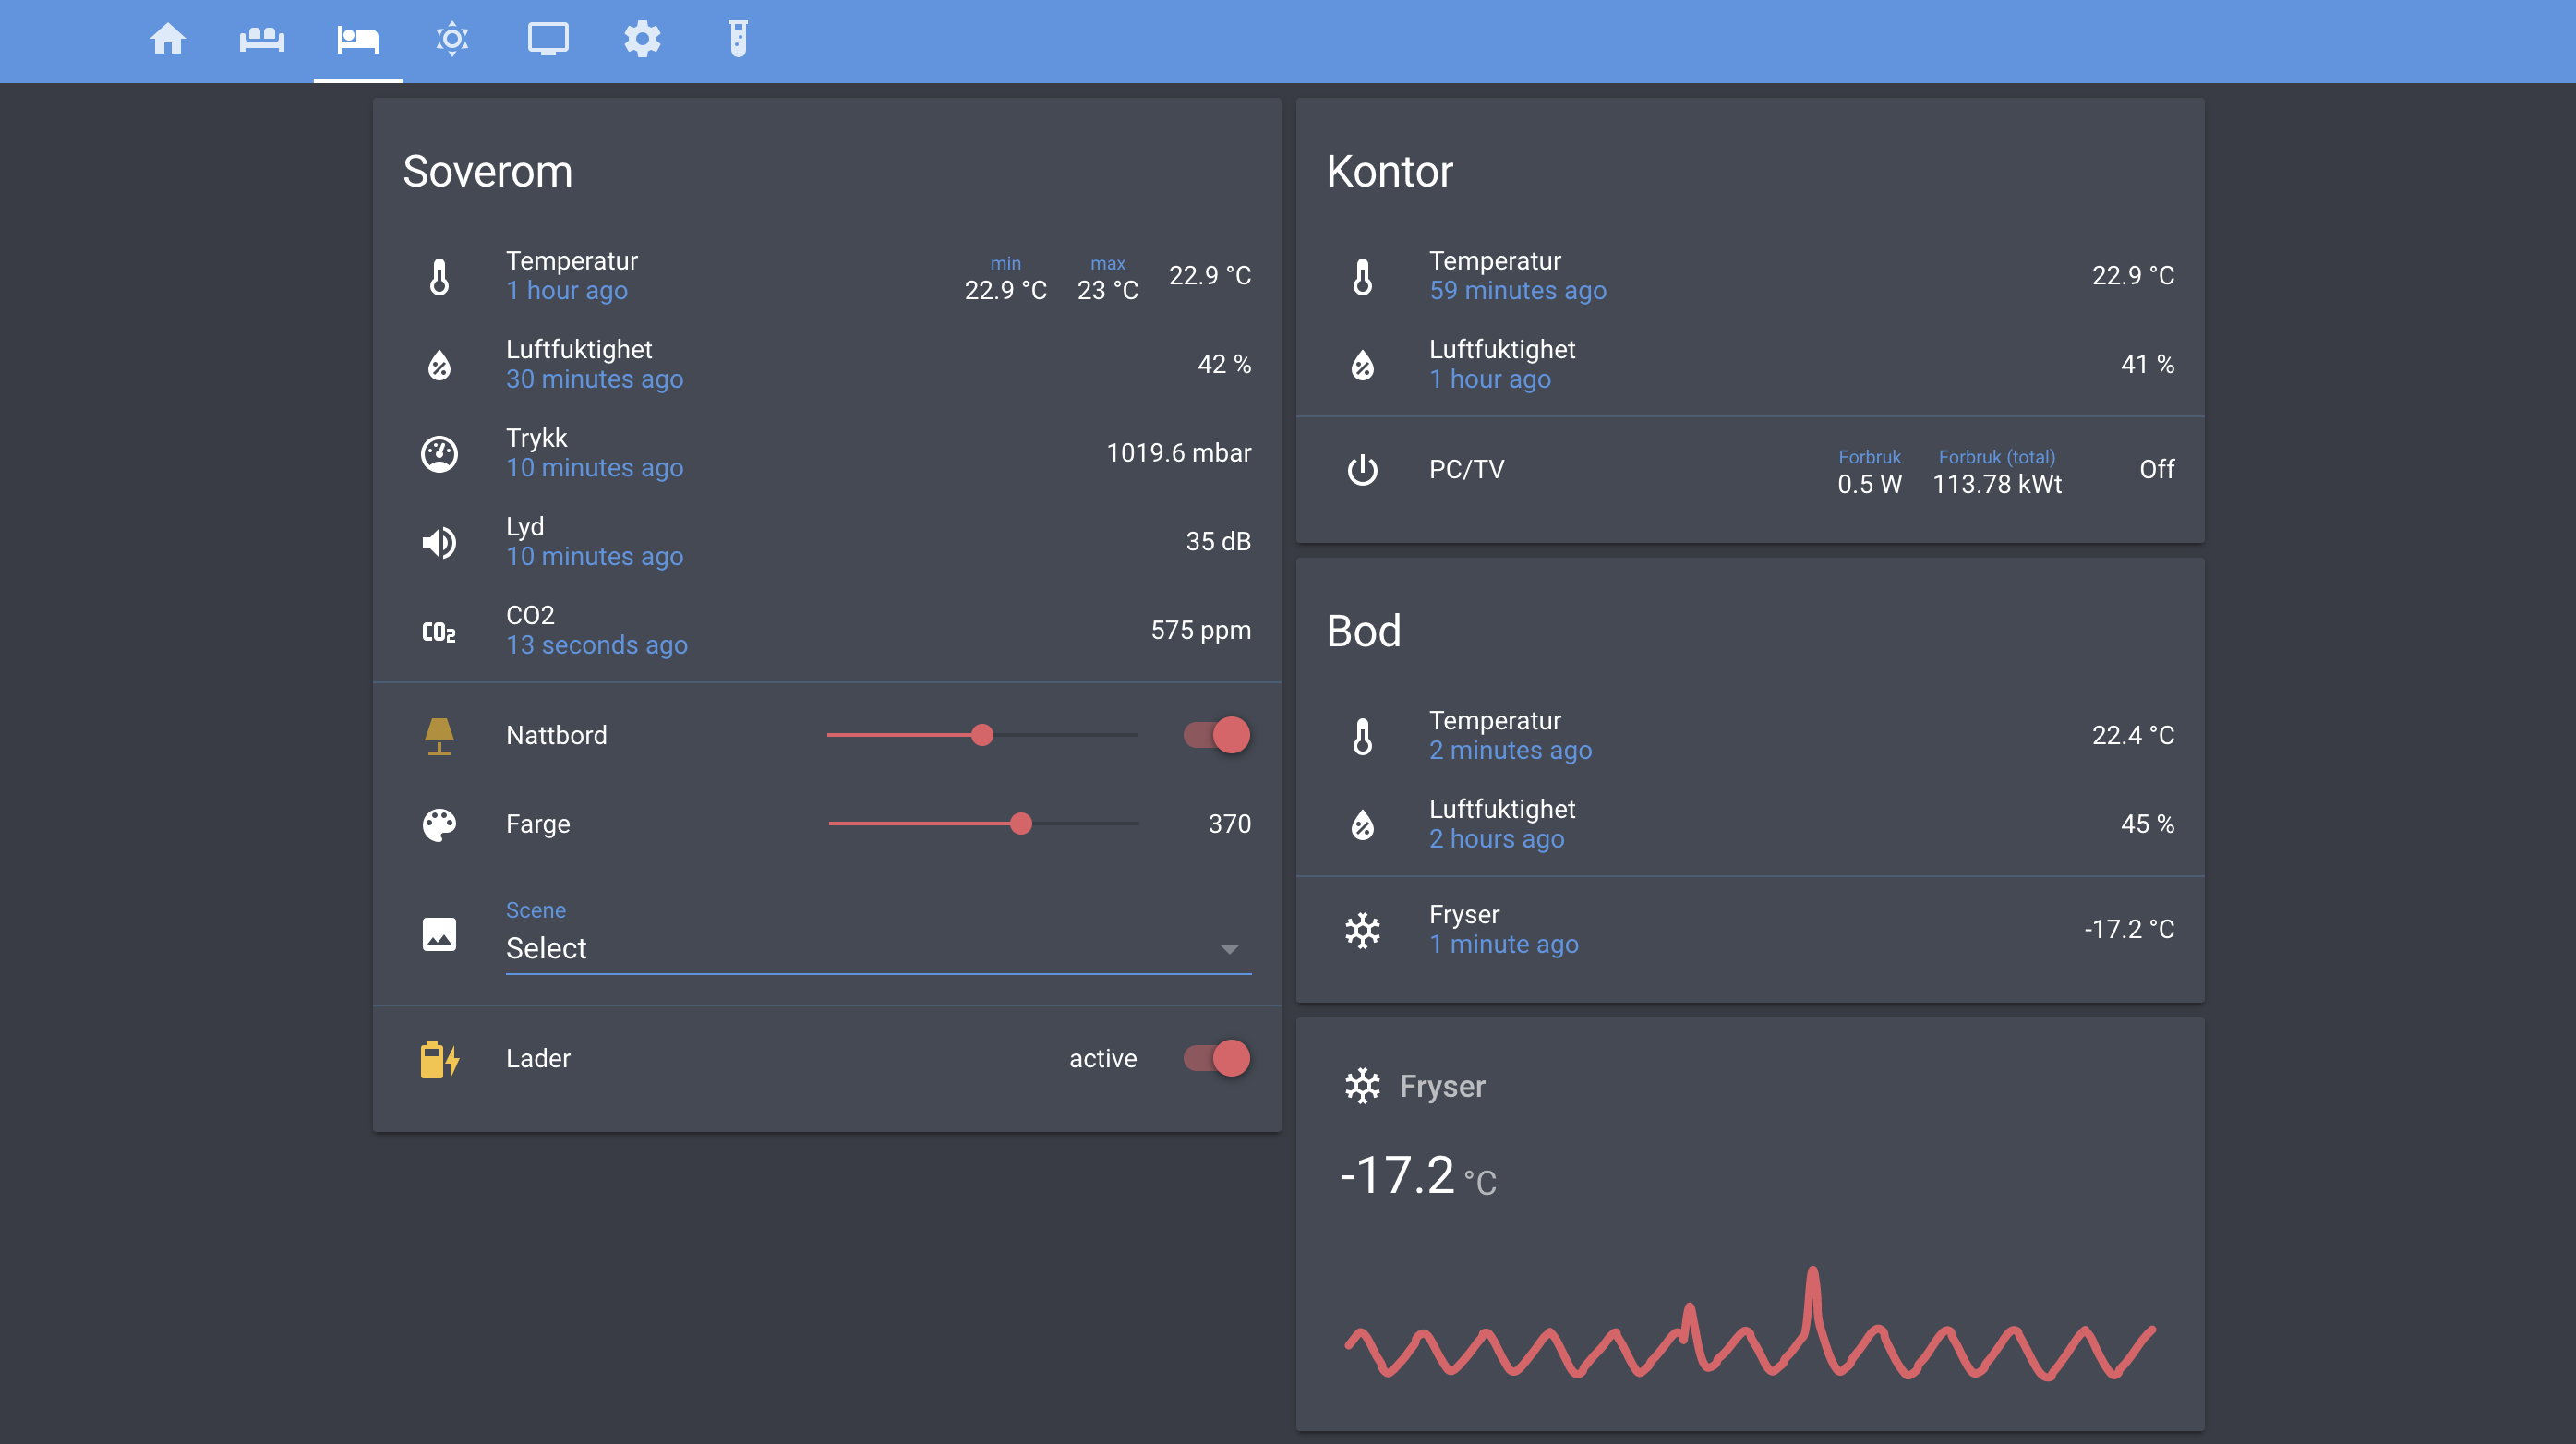 Soverom
Temperatur
1 hour ago
min
22.9 °C
max
23 °C
22.9 °C
Luftfuktighet
30 minutes ago
42 %
Trykk
10 minutes ago
1019.6 mbar
Lyd
10 minutes ago
35 dB
CO2
CO2
13 seconds ago
575 ppm
Nattbord
Farge
370
Scene
Select
Lader
active
Kontor
Temperatur
59 minutes ago
22.9 °C
Luftfuktighet
1 hour ago
41 %
PC/TV
Forbruk
0.5 W
Forbruk (total)
113.78 kWt
Off
Bod
Temperatur
2 minutes ago
22.4 °C
Luftfuktighet
2 hours ago
45 %
Fryser
1 minute ago
-17.2 °C
Fryser
-17.2 °C